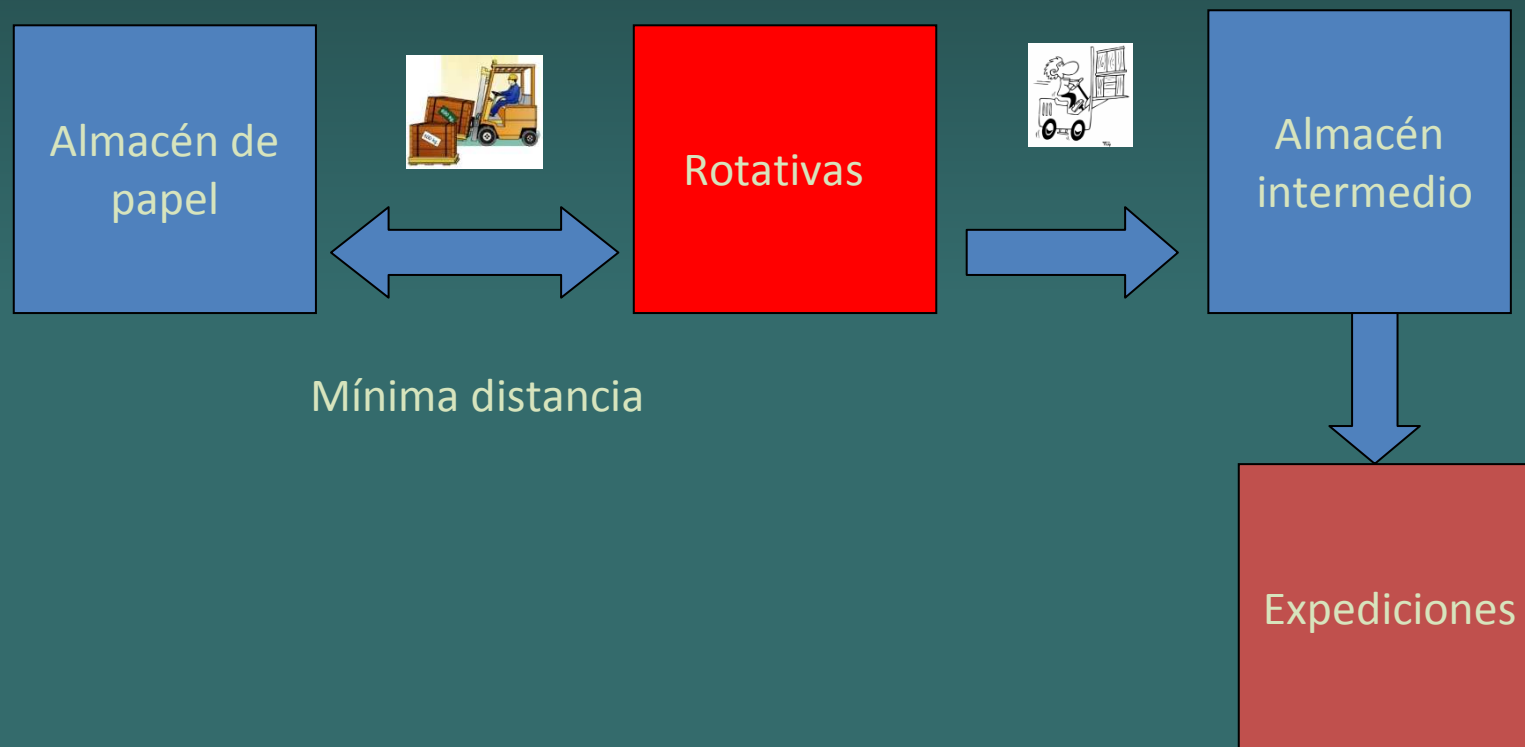 Almacén de
papel
Rotativas
Almacén
intermedio
Mínima distancia
Expediciones